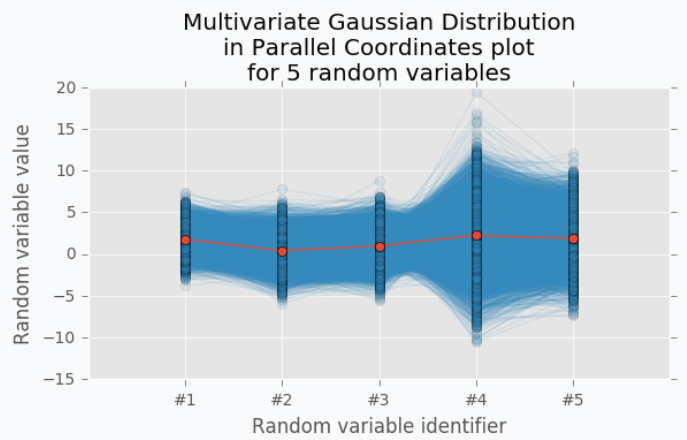 Multivariate Gaussian Distribution
in Parallel Coordinates plot
for 5 random variables
Random variable value
20
15
10
5
0
−5
−10
−15
#1 #2 #3 #4 #5
Random variable identifier